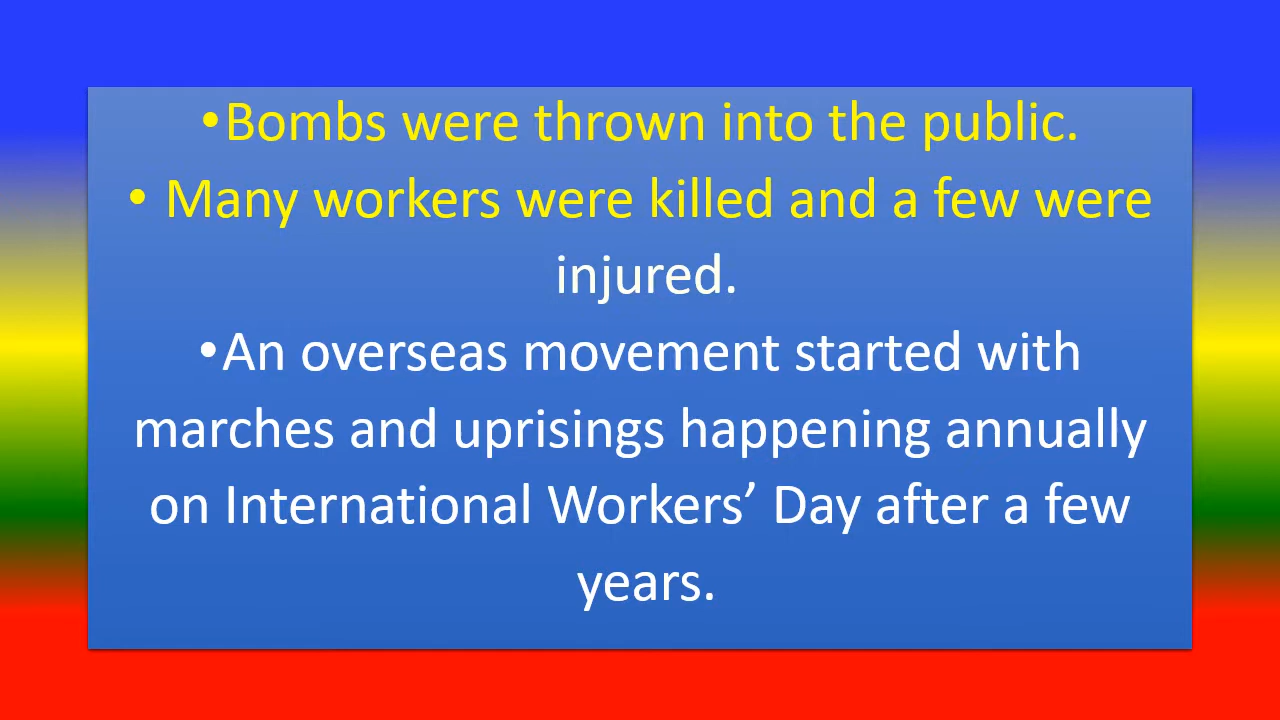 •Bombs were thrown into the public.
• Many workers were killed and a few were
injured.
•An overseas movement started with
marches and uprisings happening annually
on International Workers’ Day after a few
years.